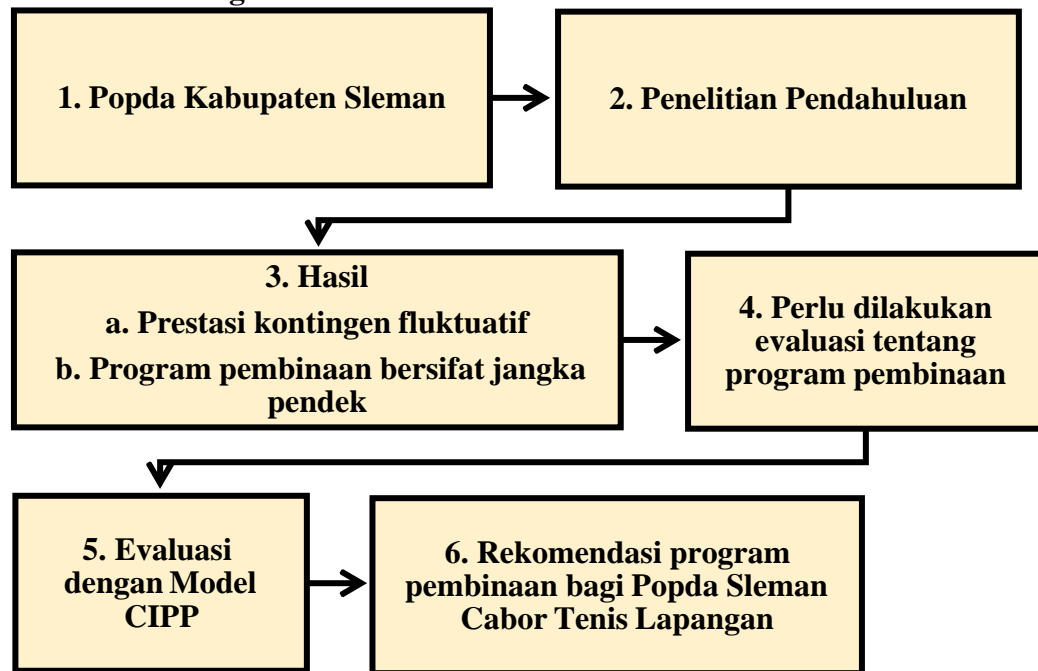 1. Popda Kabupaten Sleman
2. Penelitian Pendahuluan
3. Hasil
a. Prestasi kontingen fluktuatif
b. Program pembinaan bersifat jangka
pendek
4. Perlu dilakukan
evaluasi tentang
program pembinaan
5. Evaluasi
dengan Model
CIPP
6. Rekomendasi program
pembinaan bagi Popda Sleman
Cabor Tenis Lapangan